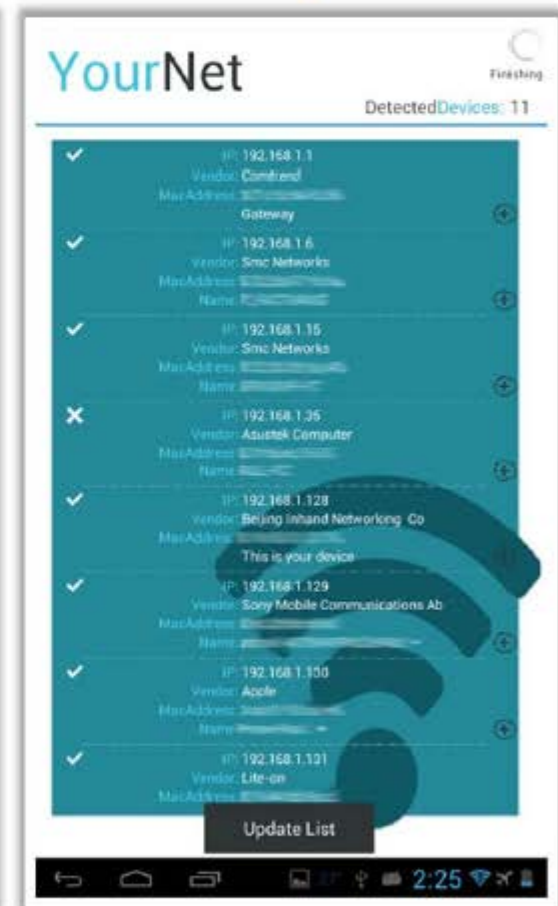 YourNet
Finishing
DetectedDevices: 11
IP: 192.168.1.1
Vendor: Comtrend
MacAddress:
Gateway
IP: 192.168.1.6
Vendor: Smc Networks
MacAddress:
Name:
IP: 192.168.1.15
Vendor: Smc Networks
MacAddress:
Name:
IP: 192.168.1.35
Vendor: Asustek Computer
MacAddress:
Name:
IP: 192.168.1.128
Vendor: Beijing Inhand Networking Co
MacAddress:
This is your device
IP: 192.168.1.129
Vendor: Sony Mobile Communications Ab
MacAddress:
Name:
IP: 192.168.1.130
Vendor: Apple
MacAddress:
Name:
IP: 192.168.1.131
Vendor: Lite-on
MacAddress:
Update List
2:25